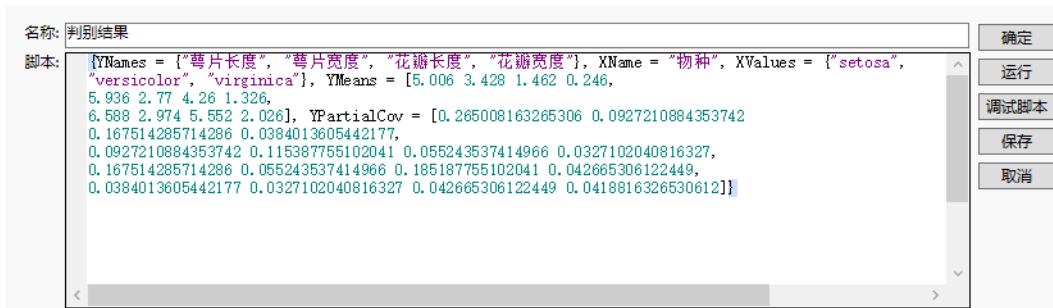 名称: 判别结果
确定
脚本: {YNames = {"萼片长度", "萼片宽度", "花瓣长度", "花瓣宽度"}, XName = "物种", XValues = {"setosa",
"versicolor", "virginica"}, YMeans = [5.006 3.428 1.462 0.246,
运行
5.936 2.77 4.26 1.326,
6.588 2.974 5.552 2.026], YPartialCov = [0.265008163265306 0.0927210884353742
调试脚本
0.167514285714286 0.0384013605442177,
0.0927210884353742 0.115387755102041 0.055243537414966 0.0327102040816327,
保存
0.167514285714286 0.055243537414966 0.185187755102041 0.042665306122449,
0.0384013605442177 0.0327102040816327 0.042665306122449 0.0418816326530612]}
取消